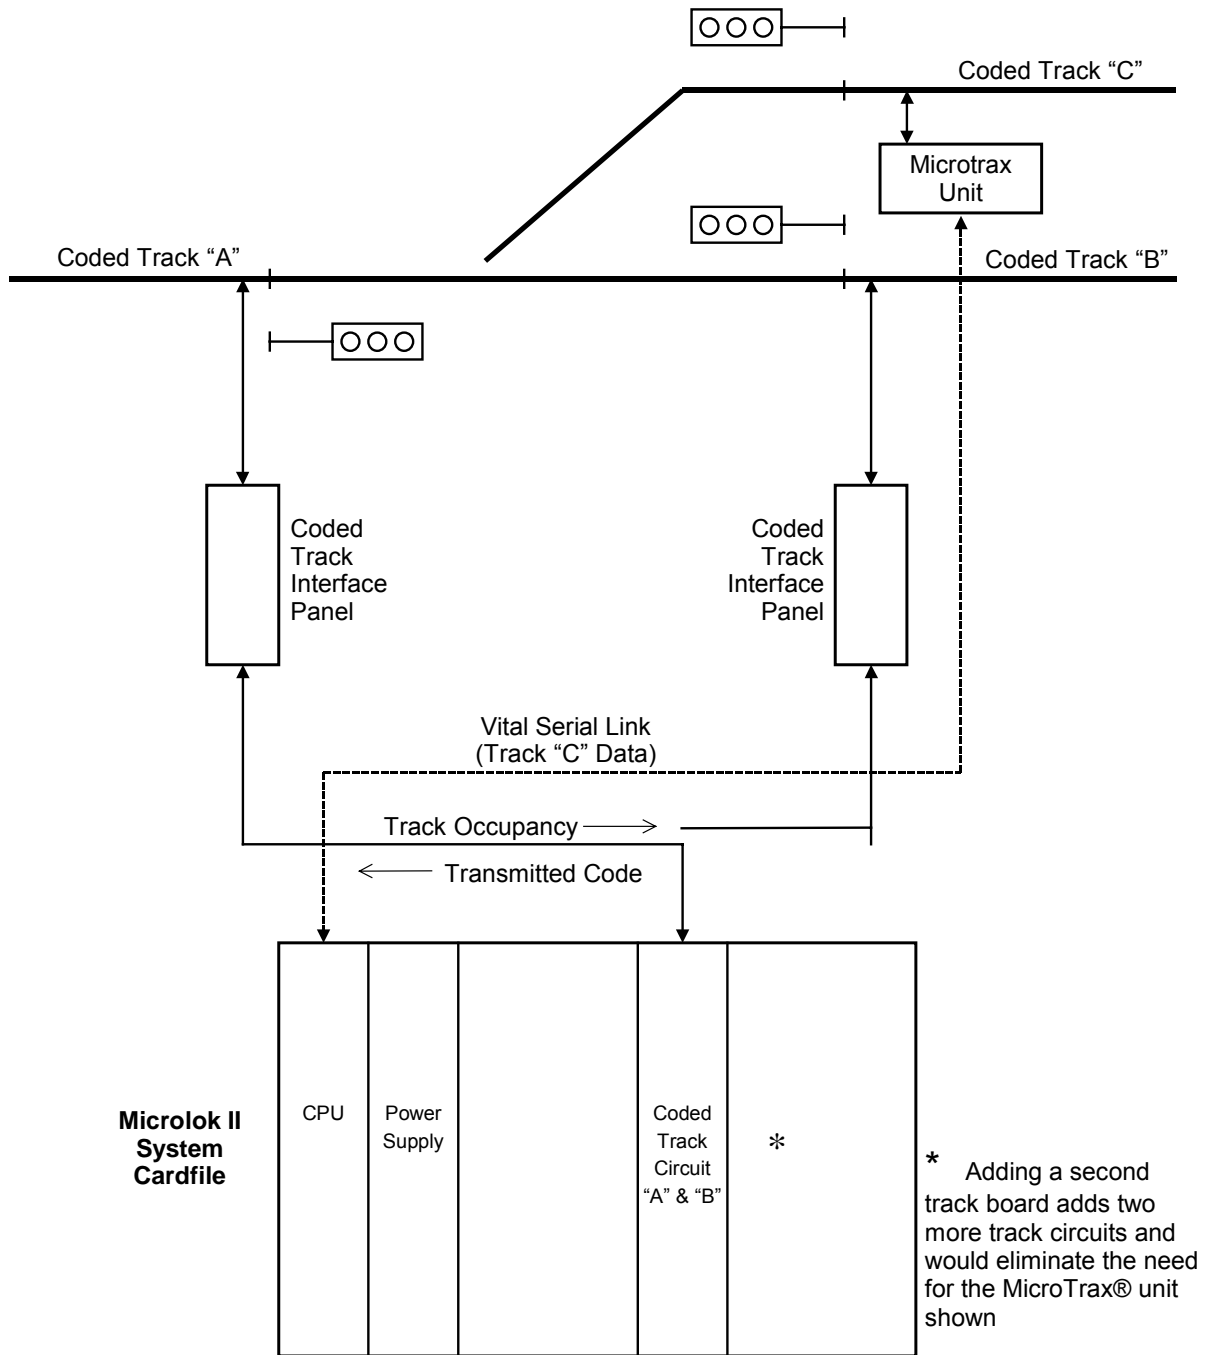 Coded Track “C”
Microtrax
Unit
Coded Track “A”
Coded Track “B”
Coded
Track
Interface
Panel
Coded
Track
Interface
Panel
Vital Serial Link
(Track “C” Data)
Track Occupancy
Transmitted Code
Microlok II
System
Cardfile
CPU
Power
Supply
Coded
Track
Circuit
“A” & “B”
*
* Adding a second
track board adds two
more track circuits and
would eliminate the need
for the MicroTrax® unit
shown